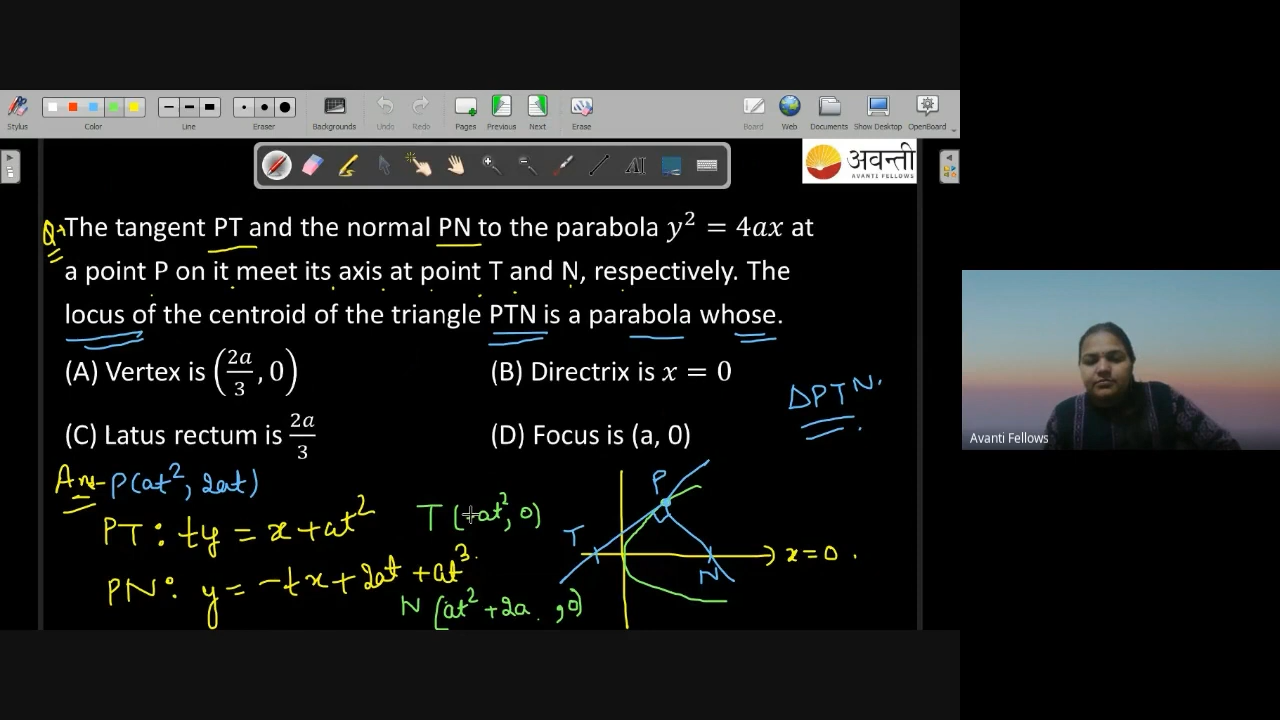 Stylus
Color
Line
Eraser
Backgrounds
Undo
Redo
Pages
Previous
Next
Erase
Board
Web
Documents
Show Desktop
OpenBoard
अवन्ती
AVANTI FELLOWS
Q→The tangent PT and the normal PN to the parabola y² = 4ax at
a point P on it meet its axis at point T and N, respectively. The
locus of the centroid of the triangle PTN is a parabola whose.
(A) Vertex is (2a/3, 0)
(B) Directrix is x = 0
(C) Latus rectum is 2a/3
(D) Focus is (a, 0)
ΔPTN.
Ans- P(at², 2at)
PT: ty = x + at²
T(-at², 0)
PN: y = -tx + 2at + at³.
N(at² + 2a, 0)
P
T
N
x=0.
Avanti Fellows